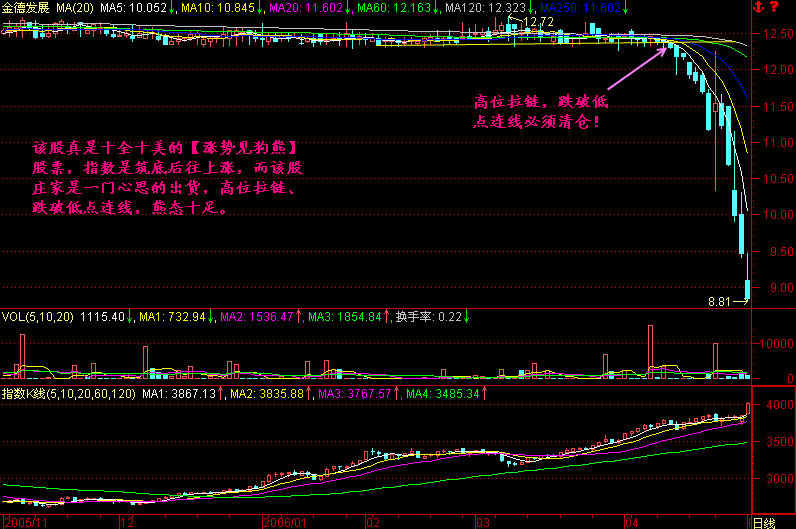 金德发展 MA(20) MA5: 10.052↓, MA10: 10.845↓, MA20: 11.602↓, MA60: 12.163↓, MA120: 12.323↓, MA250 11.602↓
12.72
12.50
12.00
高位拉链，跌破低
点连线必须清仓！
11.50
该股真是十全十美的【涨势见狗熊】
股票，指数是筑底后往上涨，而该股
庄家是一门心思的出货，高位拉链、
跌破低点连线，熊态十足。
11.00
10.50
10.00
9.50
9.00
8.81
VOL(5,10,20) 1115.40↓, MA1: 732.94↓, MA2: 1536.47↑, MA3: 1854.84↑, 换手率: 0.22↓
10000
0
指数K线(5,10,20,60,120) MA1: 3867.13↑, MA2: 3835.88↑, MA3: 3767.57↑, MA4: 3485.34↑
4000
3500
3000
2005/11 12 2006/01 02 03 04 日线